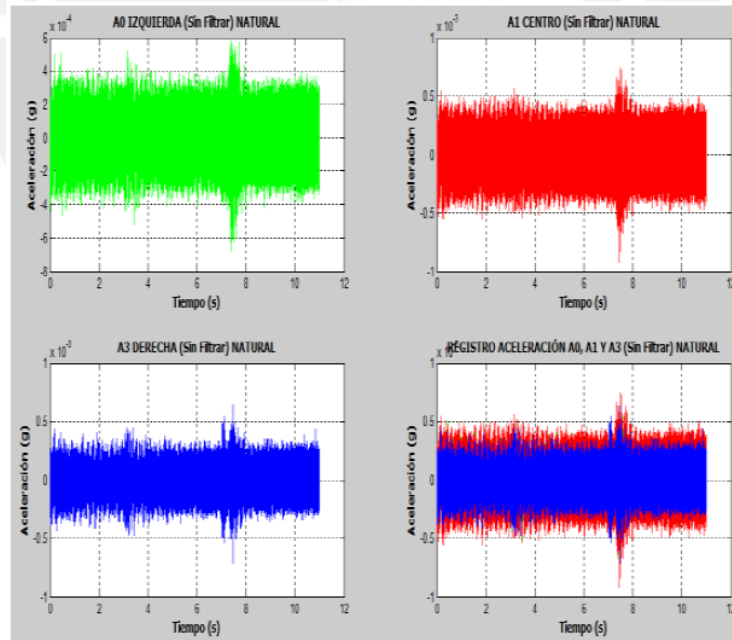 x 10⁻⁴
A0 IZQUIERDA (Sin Filtrar) NATURAL
6
4
2
0
-2
-4
-6
-8
Aceleración (g)
0 2 4 6 8 10 12
Tiempo (s)
x 10⁻³
A1 CENTRO (Sin Filtrar) NATURAL
1
0.5
0
-0.5
-1
Aceleración (g)
0 2 4 6 8 10 12
Tiempo (s)
x 10⁻³
A3 DERECHA (Sin Filtrar) NATURAL
1
0.5
0
-0.5
-1
Aceleración (g)
0 2 4 6 8 10 12
Tiempo (s)
x 10
REGISTRO ACELERACIÓN A0, A1 Y A3 (Sin Filtrar) NATURAL
1
0.5
0
-0.5
-1
Aceleración (g)
0 2 4 6 8 10 12
Tiempo (s)